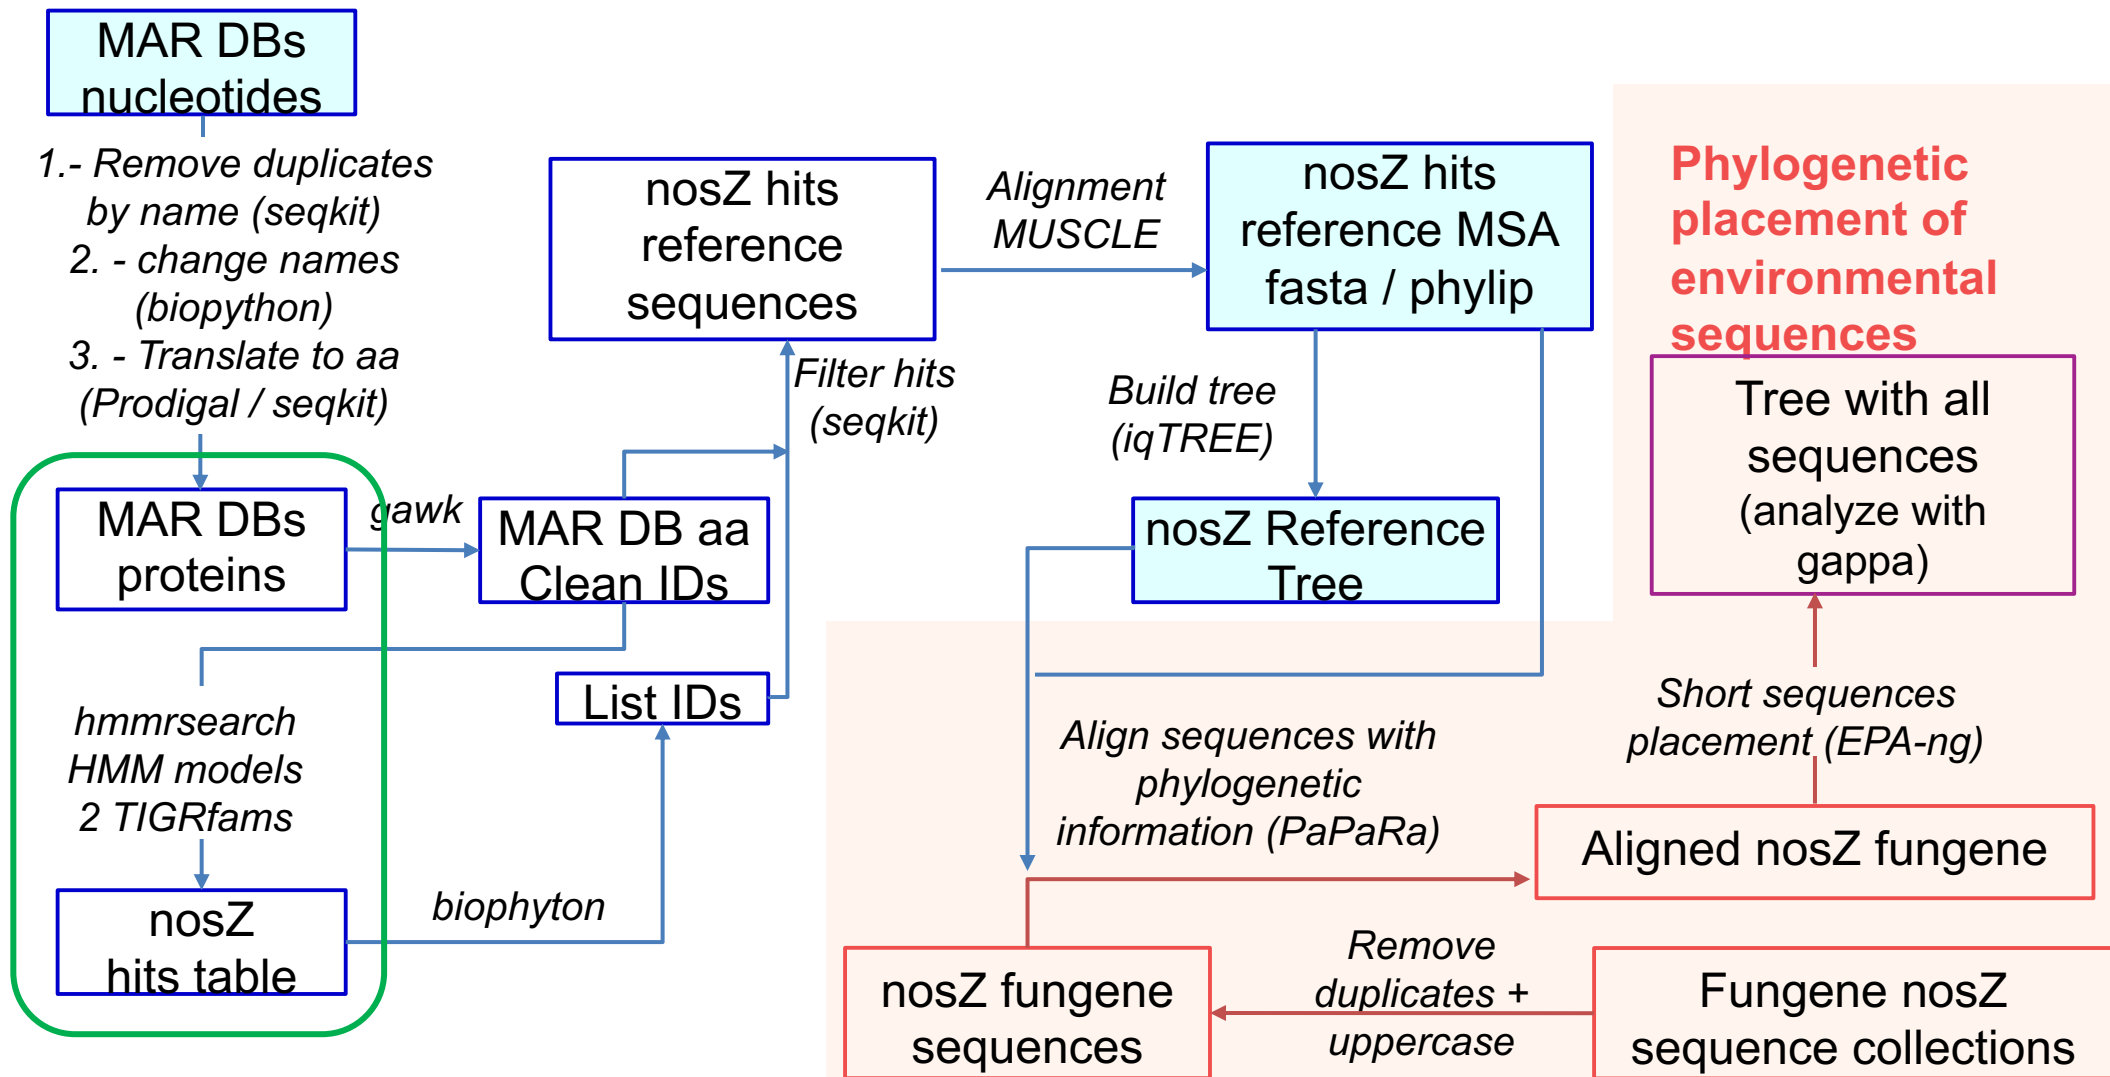 MAR DBs
nucleotides
1.- Remove duplicates
by name (seqkit)
2. - change names
(biopython)
3. - Translate to aa
(Prodigal / seqkit)
MAR DBs
proteins
gawk
MAR DB aa
Clean IDs
hmmrsearch
HMM models
2 TIGRfams
nosZ
hits table
biophyton
List IDs
Filter hits
(seqkit)
nosZ hits
reference
sequences
Alignment
MUSCLE
nosZ hits
reference MSA
fasta / phylip
Build tree
(iqTREE)
nosZ Reference
Tree
Phylogenetic
placement of
environmental
sequences
Tree with all
sequences
(analyze with
gappa)
Short sequences
placement (EPA-ng)
Align sequences with
phylogenetic
information (PaPaRa)
Aligned nosZ fungene
nosZ fungene
sequences
Remove
duplicates +
uppercase
Fungene nosZ
sequence collections